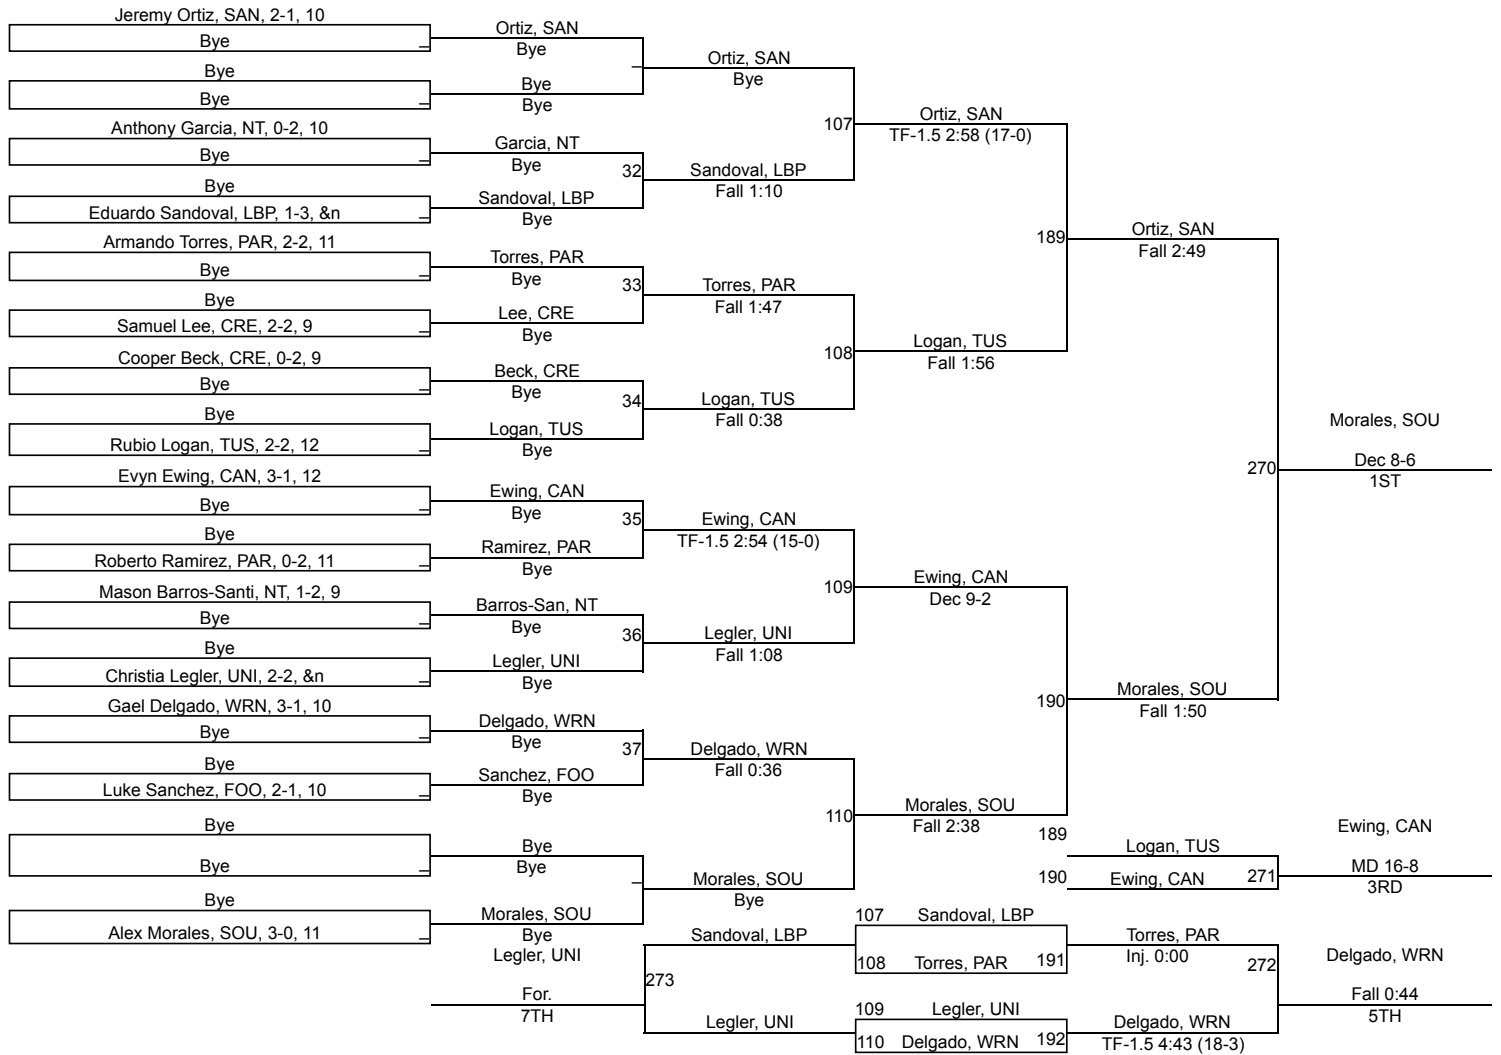 Jeremy Ortiz, SAN, 2-1, 10
Bye
Bye
Bye
Anthony Garcia, NT, 0-2, 10
Bye
Bye
Eduardo Sandoval, LBP, 1-3, &n
Armando Torres, PAR, 2-2, 11
Bye
Bye
Samuel Lee, CRE, 2-2, 9
Cooper Beck, CRE, 0-2, 9
Bye
Bye
Rubio Logan, TUS, 2-2, 12
Evyn Ewing, CAN, 3-1, 12
Bye
Bye
Roberto Ramirez, PAR, 0-2, 11
Mason Barros-Santi, NT, 1-2, 9
Bye
Bye
Christia Legler, UNI, 2-2, &n
Gael Delgado, WRN, 3-1, 10
Bye
Bye
Luke Sanchez, FOO, 2-1, 10
Bye
Bye
Bye
Alex Morales, SOU, 3-0, 11
Ortiz, SAN
Bye
Bye
Bye
Garcia, NT
Bye
32
Sandoval, LBP
Bye
Torres, PAR
Bye
33
Lee, CRE
Bye
Beck, CRE
Bye
34
Logan, TUS
Bye
Ewing, CAN
Bye
35
Ramirez, PAR
Bye
Barros-San, NT
Bye
36
Legler, UNI
Bye
Delgado, WRN
Bye
37
Sanchez, FOO
Bye
Bye
Bye
Morales, SOU
Bye
Ortiz, SAN
Bye
107
Sandoval, LBP
Fall 1:10
Torres, PAR
Fall 1:47
108
Logan, TUS
Fall 0:38
Ewing, CAN
TF-1.5 2:54 (15-0)
109
Legler, UNI
Fall 1:08
Delgado, WRN
Fall 0:36
110
Morales, SOU
Bye
Ortiz, SAN
TF-1.5 2:58 (17-0)
189
Logan, TUS
Fall 1:56
Ewing, CAN
Dec 9-2
190
Morales, SOU
Fall 2:38
Ortiz, SAN
Fall 2:49
270
Morales, SOU
Fall 1:50
Morales, SOU
Dec 8-6
1ST
189
Logan, TUS
190
Ewing, CAN
271
Ewing, CAN
MD 16-8
3RD
107 Sandoval, LBP
108 Torres, PAR
191
109 Legler, UNI
110 Delgado, WRN
192
Torres, PAR
Inj. 0:00
272
Delgado, WRN
TF-1.5 4:43 (18-3)
Delgado, WRN
Fall 0:44
5TH
Sandoval, LBP
273
Legler, UNI
Legler, UNI
For.
7TH